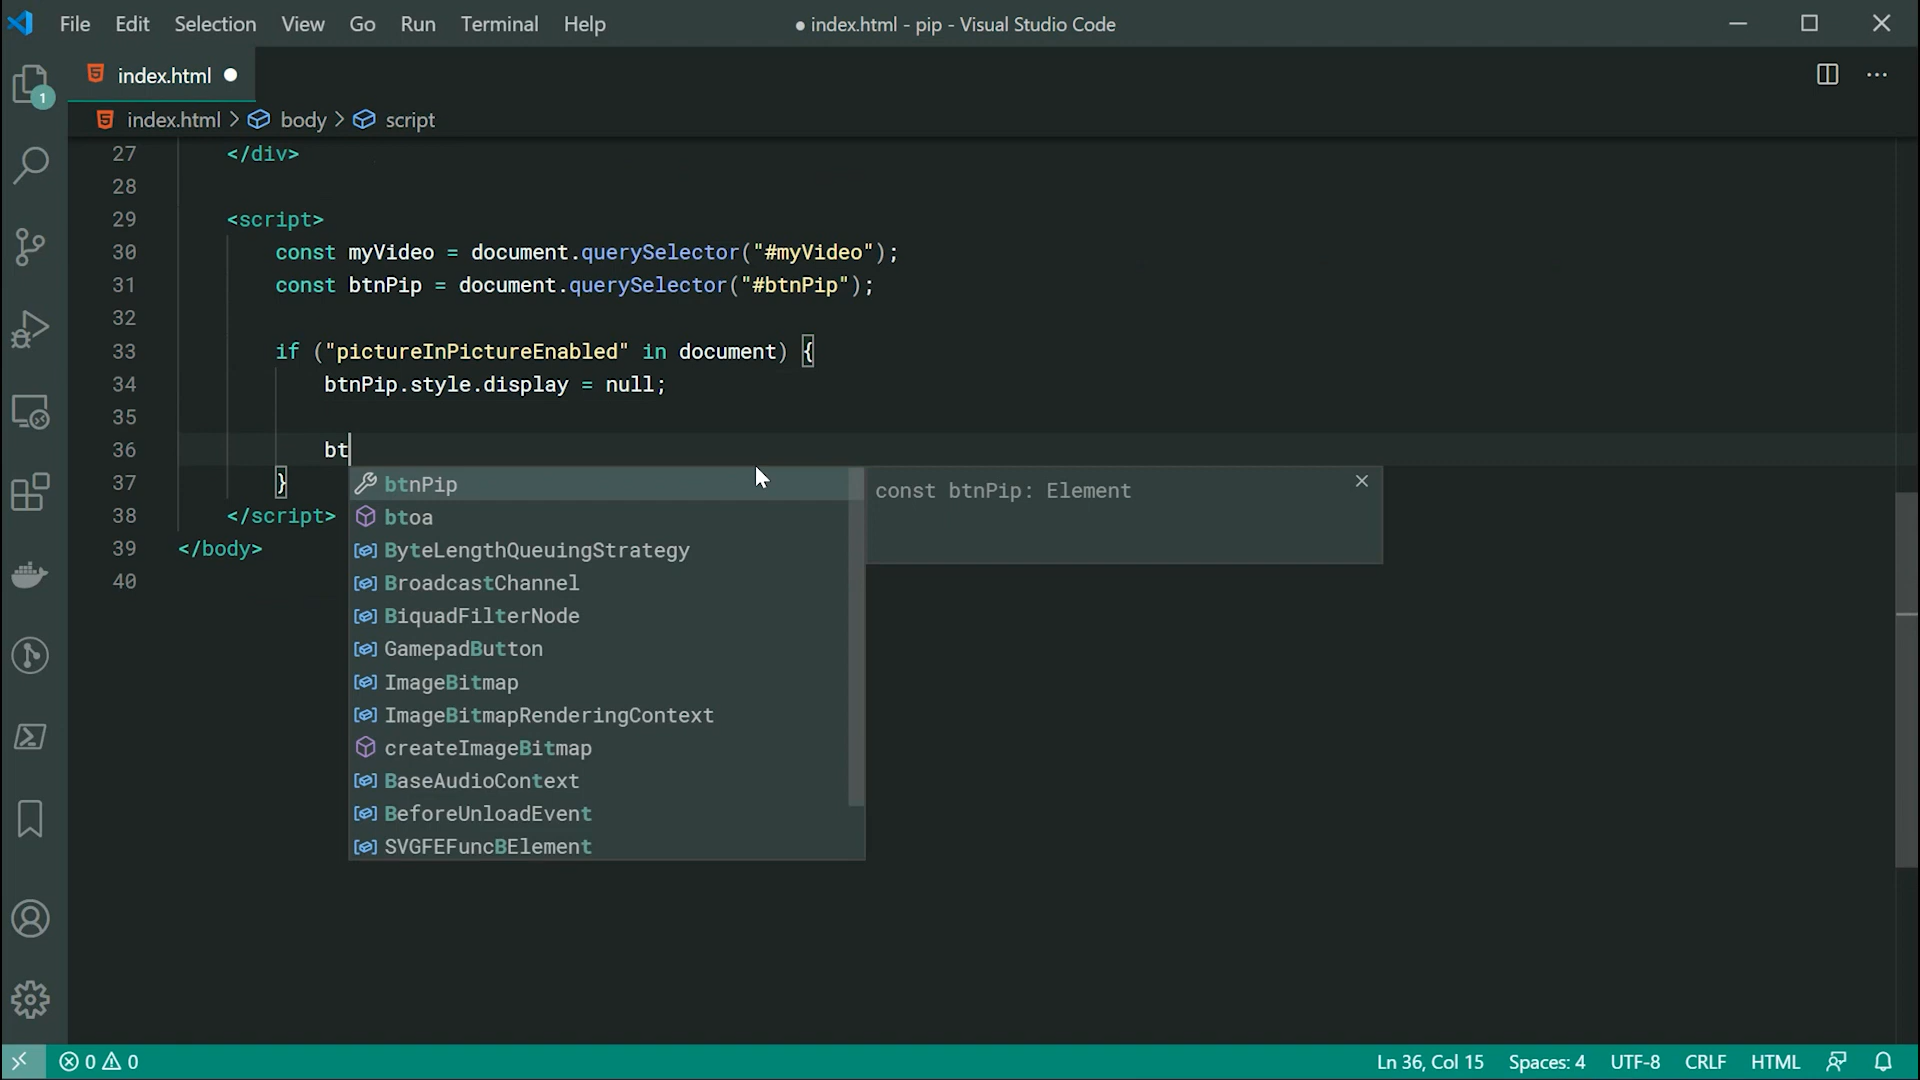 File Edit Selection View Go Run Terminal Help
● index.html - pip - Visual Studio Code
index.html ●
index.html > body > script
1
27 </div>
28
29 <script>
30 const myVideo = document.querySelector("#myVideo");
31 const btnPip = document.querySelector("#btnPip");
32
33 if ("pictureInPictureEnabled" in document) {
34 btnPip.style.display = null;
35
36 bt
37 }
38 </script>
39 </body>
40
btnPip
const btnPip: Element
btoa
ByteLengthQueuingStrategy
BroadcastChannel
BiquadFilterNode
GamepadButton
ImageBitmap
ImageBitmapRenderingContext
createImageBitmap
BaseAudioContext
BeforeUnloadEvent
SVGFEFuncBElement
0 0
Ln 36, Col 15 Spaces: 4 UTF-8 CRLF HTML